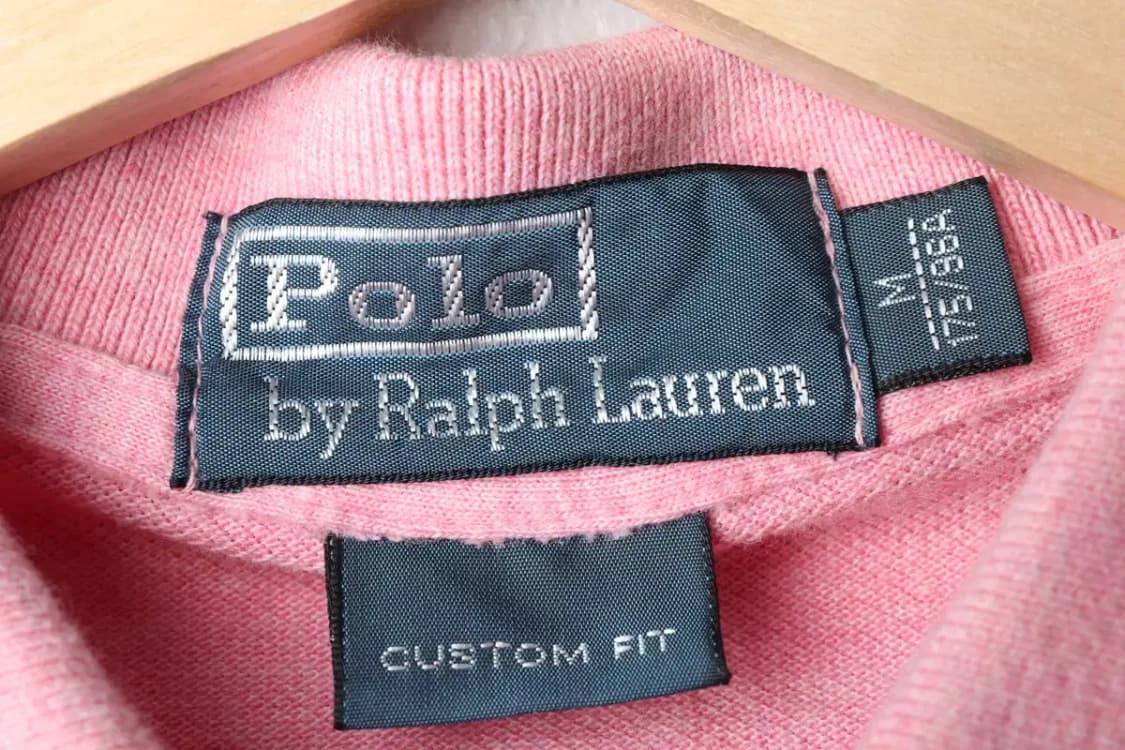 Polo
by Ralph Lauren
M
175/96A
CUSTOM FIT